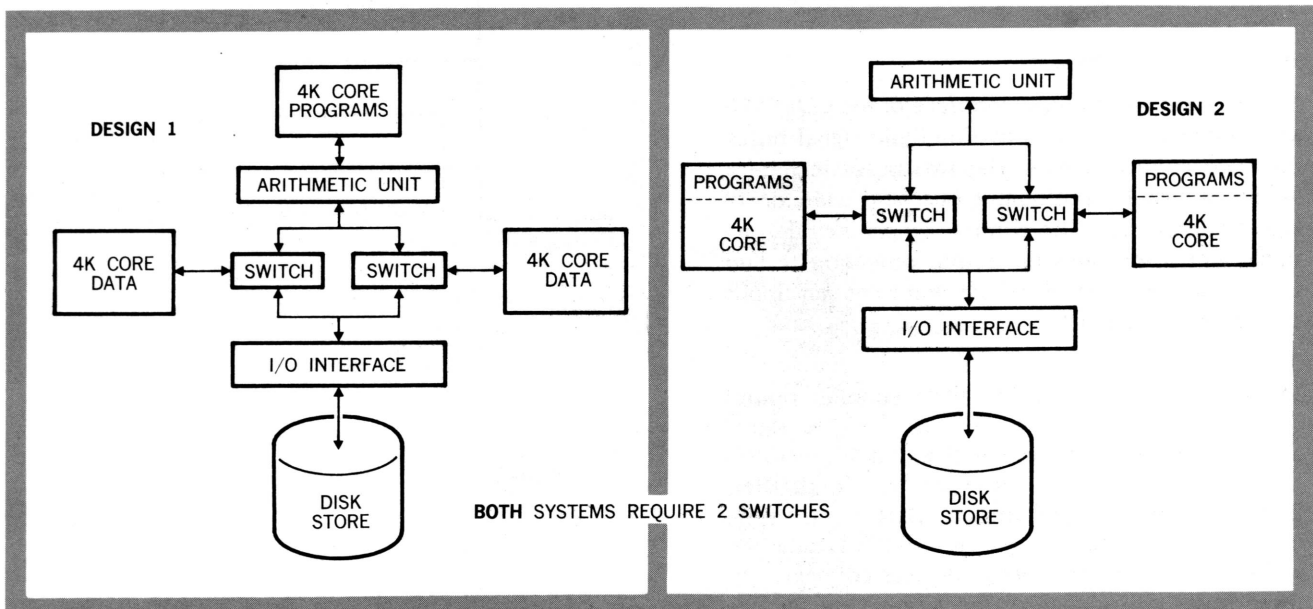 DESIGN 1
4K CORE
PROGRAMS
ARITHMETIC UNIT
4K CORE
DATA
SWITCH
SWITCH
4K CORE
DATA
I/O INTERFACE
DISK
STORE
BOTH SYSTEMS REQUIRE 2 SWITCHES
DESIGN 2
ARITHMETIC UNIT
PROGRAMS
4K
CORE
SWITCH
SWITCH
PROGRAMS
4K
CORE
I/O INTERFACE
DISK
STORE